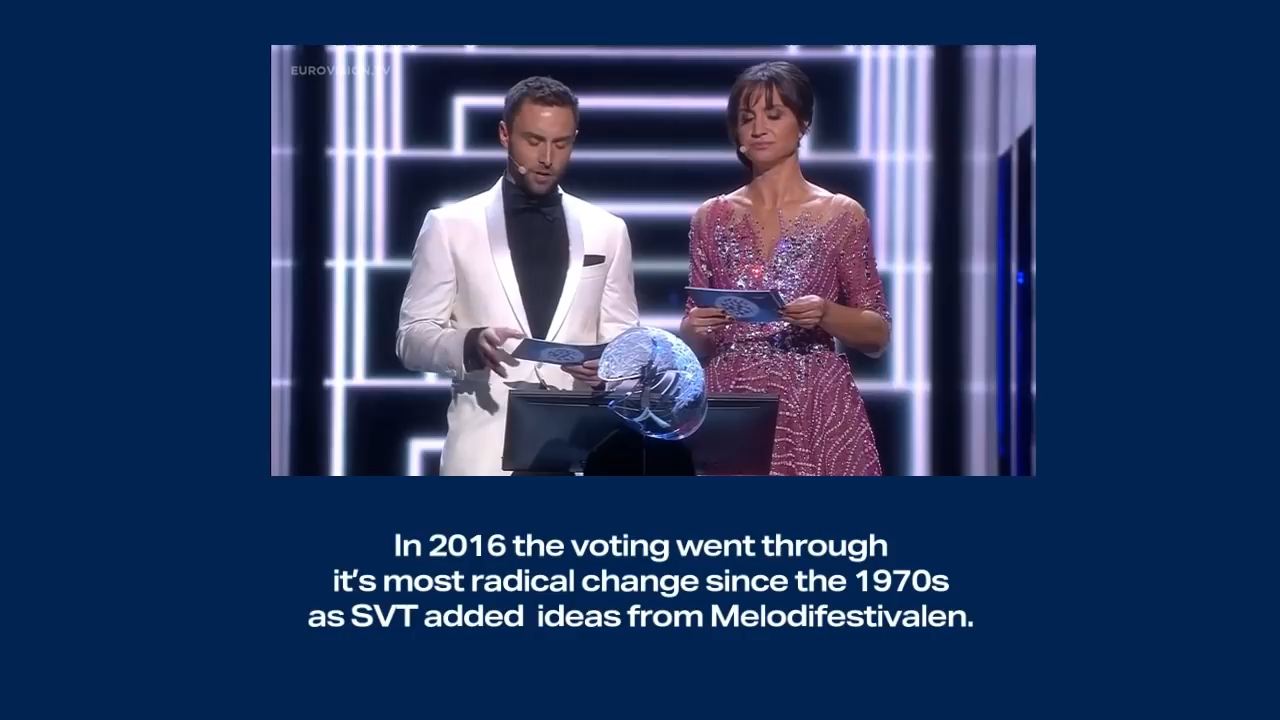 EUROVISION.TV
In 2016 the voting went through
it's most radical change since the 1970s
as SVT added  ideas from Melodifestivalen.